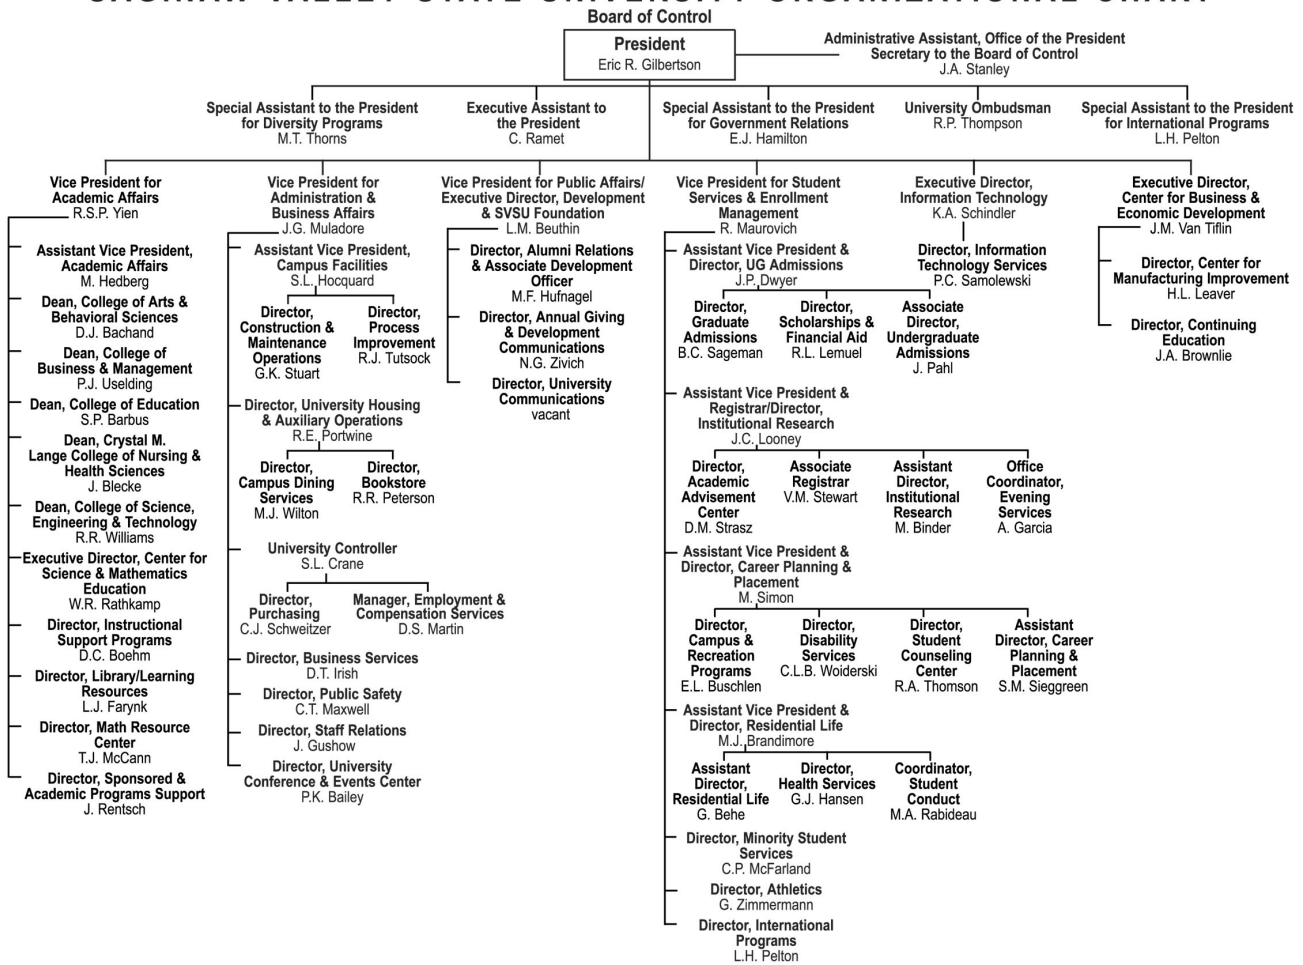 SAGINAW VALLEY STATE UNIVERSITY ORGANIZATIONAL CHART
Board of Control
President
Eric R. Gilbertson
Administrative Assistant, Office of the President
Secretary to the Board of Control
J.A. Stanley
Special Assistant to the President
for Diversity Programs
M.T. Thorns
Executive Assistant to
the President
C. Ramet
Special Assistant to the President
for Government Relations
E.J. Hamilton
University Ombudsman
R.P. Thompson
Special Assistant to the President
for International Programs
L.H. Pelton
Vice President for
Academic Affairs
R.S.P. Yien
Assistant Vice President,
Academic Affairs
M. Hedberg
Dean, College of Arts &
Behavioral Sciences
D.J. Bachand
Dean, College of
Business & Management
P.J. Uselding
Dean, College of Education
S.P. Barbus
Dean, Crystal M.
Lange College of Nursing &
Health Sciences
J. Blecke
Dean, College of Science,
Engineering & Technology
R.R. Williams
Executive Director, Center for
Science & Mathematics
Education
W.R. Rathkamp
Director, Instructional
Support Programs
D.C. Boehm
Director, Library/Learning
Resources
L.J. Farynk
Director, Math Resource
Center
T.J. McCann
Director, Sponsored &
Academic Programs Support
J. Rentsch
Vice President for
Administration &
Business Affairs
J.G. Muladore
Assistant Vice President,
Campus Facilities
S.L. Hocquard
Director,
Construction &
Maintenance
Operations
G.K. Stuart
Director,
Process
Improvement
R.J. Tutsock
Director, University Housing
& Auxiliary Operations
R.E. Portwine
Director,
Campus Dining
Services
M.J. Wilton
Director,
Bookstore
R.R. Peterson
University Controller
S.L. Crane
Director,
Purchasing
C.J. Schweitzer
Manager, Employment &
Compensation Services
D.S. Martin
Director, Business Services
D.T. Irish
Director, Public Safety
C.T. Maxwell
Director, Staff Relations
J. Gushow
Director, University
Conference & Events Center
P.K. Bailey
Vice President for Public Affairs/
Executive Director, Development
& SVSU Foundation
L.M. Beuthin
Director, Alumni Relations
& Associate Development
Officer
M.F. Hufnagel
Director, Annual Giving
& Development
Communications
N.G. Zivich
Director, University
Communications
vacant
Vice President for Student
Services & Enrollment
Management
R. Maurovich
Assistant Vice President &
Director, UG Admissions
J.P. Dwyer
Director,
Graduate
Admissions
B.C. Sageman
Director,
Scholarships &
Financial Aid
R.L. Lemuel
Associate
Director,
Undergraduate
Admissions
J. Pahl
Assistant Vice President &
Registrar/Director,
Institutional Research
J.C. Looney
Director,
Academic
Advisement
Center
D.M. Strasz
Associate
Registrar
V.M. Stewart
Assistant
Director,
Institutional
Research
M. Binder
Office
Coordinator,
Evening
Services
A. Garcia
Assistant Vice President &
Director, Career Planning &
Placement
M. Simon
Director,
Campus &
Recreation
Programs
E.L. Buschlen
Director,
Disability
Services
C.L.B. Woiderski
Director,
Student
Counseling
Center
R.A. Thomson
Assistant
Director, Career
Planning &
Placement
S.M. Sieggreen
Assistant Vice President &
Director, Residential Life
M.J. Brandimore
Assistant
Director,
Residential Life
G. Behe
Director,
Health Services
G.J. Hansen
Coordinator,
Student
Conduct
M.A. Rabideau
Director, Minority Student
Services
C.P. McFarland
Director, Athletics
G. Zimmermann
Director, International
Programs
L.H. Pelton
Executive Director,
Information Technology
K.A. Schindler
Director, Information
Technology Services
P.C. Samolewski
Executive Director,
Center for Business &
Economic Development
J.M. Van Tiflin
Director, Center for
Manufacturing Improvement
H.L. Leaver
Director, Continuing
Education
J.A. Brownlie